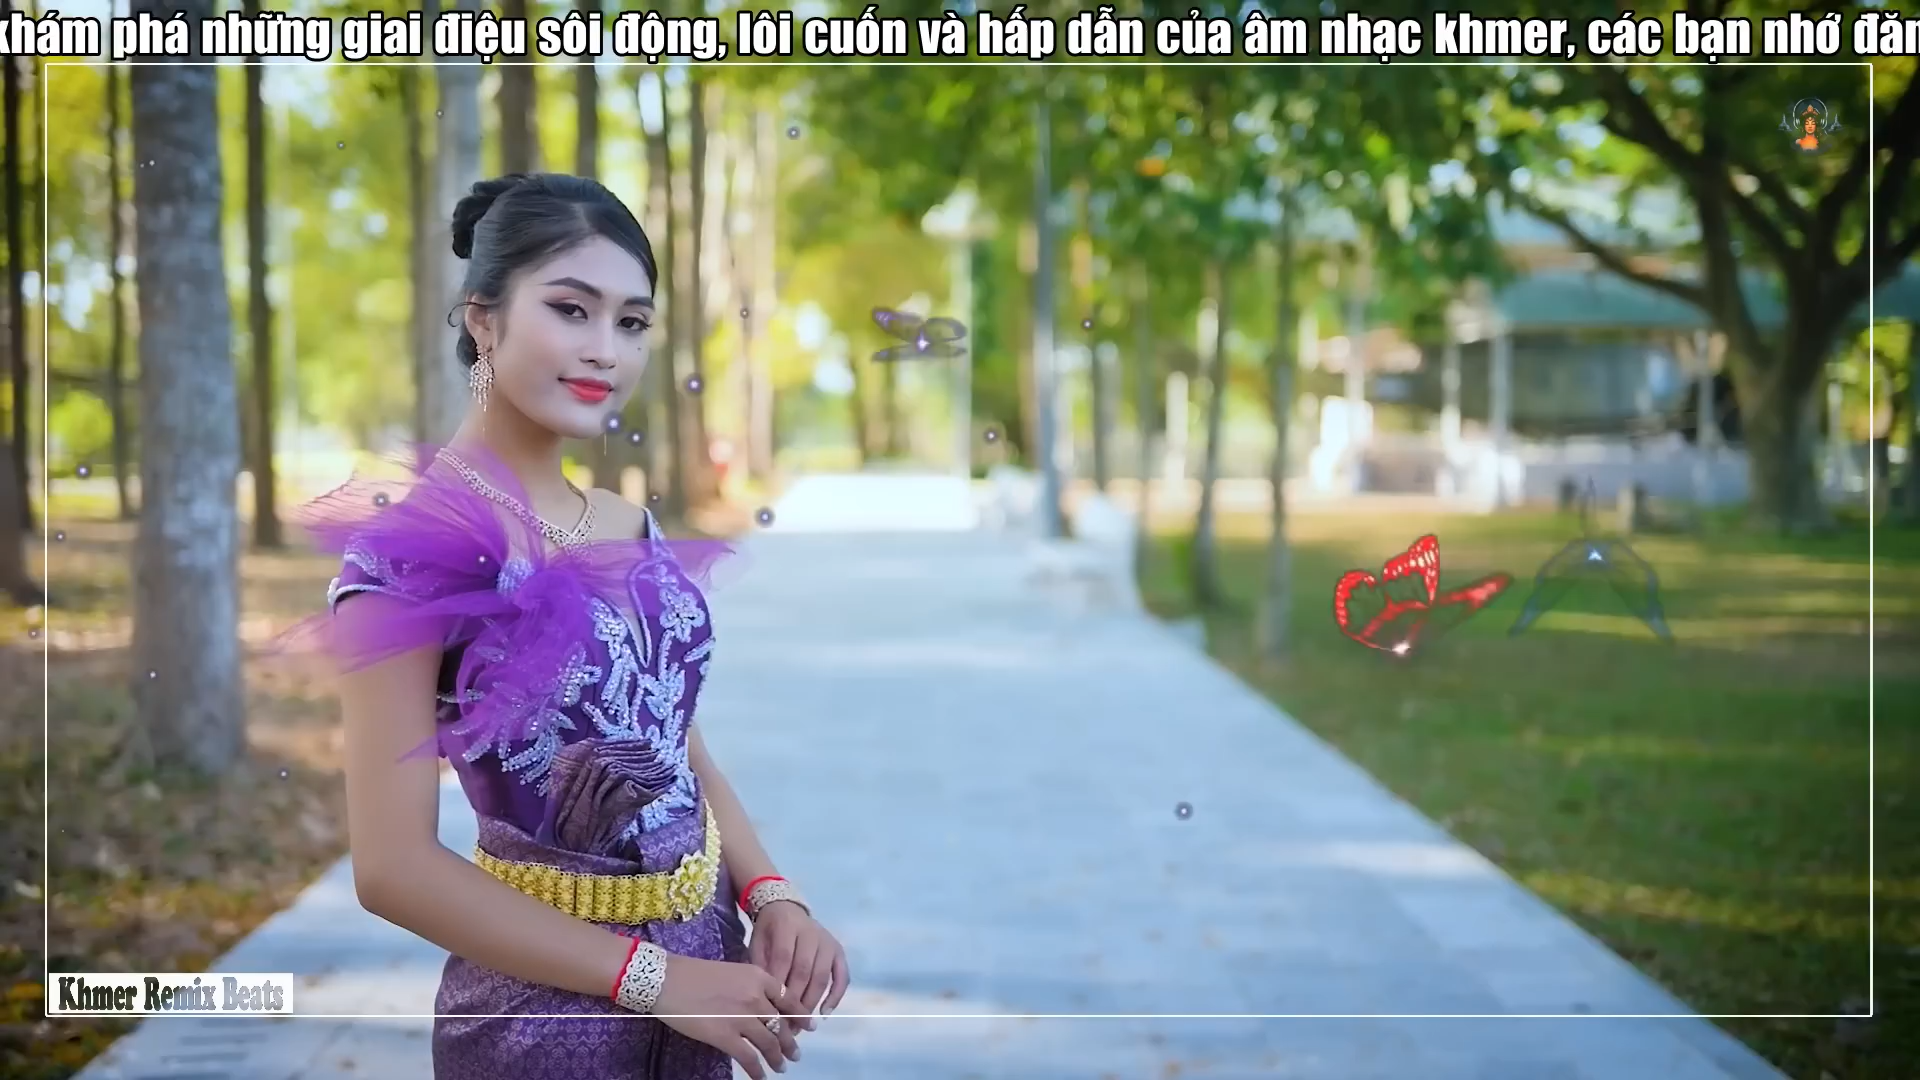 khám phá những giai điệu sôi động, lôi cuốn và hấp dẫn của âm nhạc khmer, các bạn nhớ đăn
Khmer Remix Beats